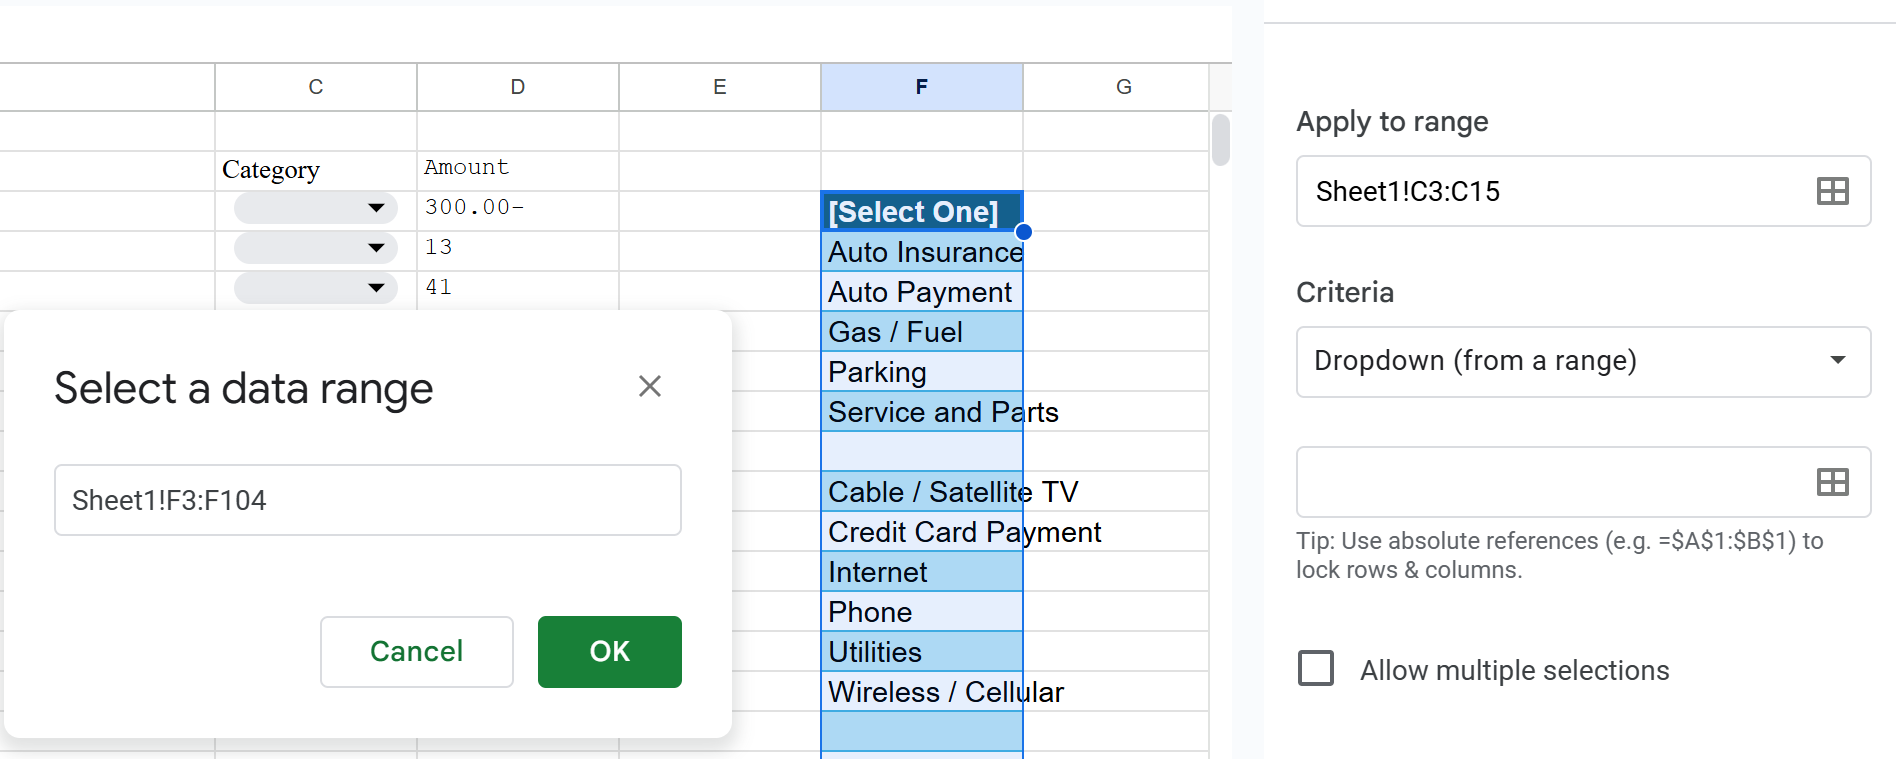 C D E F G
Category Amount
300.00-
13
41
[Select One]
Auto Insurance
Auto Payment
Gas / Fuel
Parking
Service and Parts
Cable / Satellite TV
Credit Card Payment
Internet
Phone
Utilities
Wireless / Cellular
Select a data range
Sheet1!F3:F104
Cancel OK
Apply to range
Sheet1!C3:C15
Criteria
Dropdown (from a range)
Tip: Use absolute references (e.g. =$A$1:$B$1) to
lock rows & columns.
Allow multiple selections